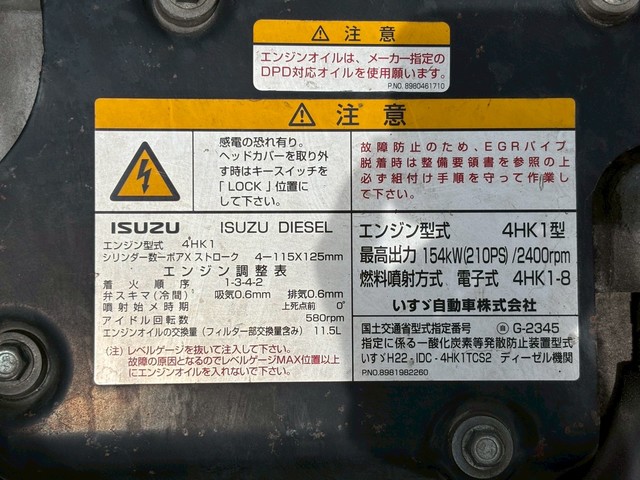 ⚠ 注意
エンジンオイルは、メーカー指定の
DPD対応オイルを使用願います。
P.NO. 8980461710
⚠ 注意
感電の恐れ有り。
ヘッドカバーを取り外
す時はキースイッチを
「LOCK」位置に
して下さい。
故障防止のため、EGRパイプ
脱着時は整備要領書を参照の上
必ず組付け手順を守って作業し
て下さい。
ISUZU ISUZU DIESEL
エンジン型式 4HK1
シリンダー数ーボアXストローク 4ー115X125mm
エンジン調整表
着火順序 1-3-4-2
弁スキマ(冷間) 吸気0.6mm 排気0.6mm
噴射始メ時期 上死点前 0°
アイドル回転数 580rpm
エンジンオイルの交換量(フィルター部交換量含み) 11.5L
(注)レベルゲージを抜いて注入して下さい。
故障の原因となるのでレベルゲージMAX位置以上
にエンジンオイルを入れないで下さい。
エンジン型式 4HK1型
最高出力 154kW(210PS)/2400rpm
燃料噴射方式 電子式 4HK1-8
いすゞ自動車株式会社
国土交通省型式指定番号 G-2345
指定に係る一酸化炭素等発散防止装置型式
いすゞH22.IDC-4HK1TCS2 ディーゼル機関
P.NO.8981982260